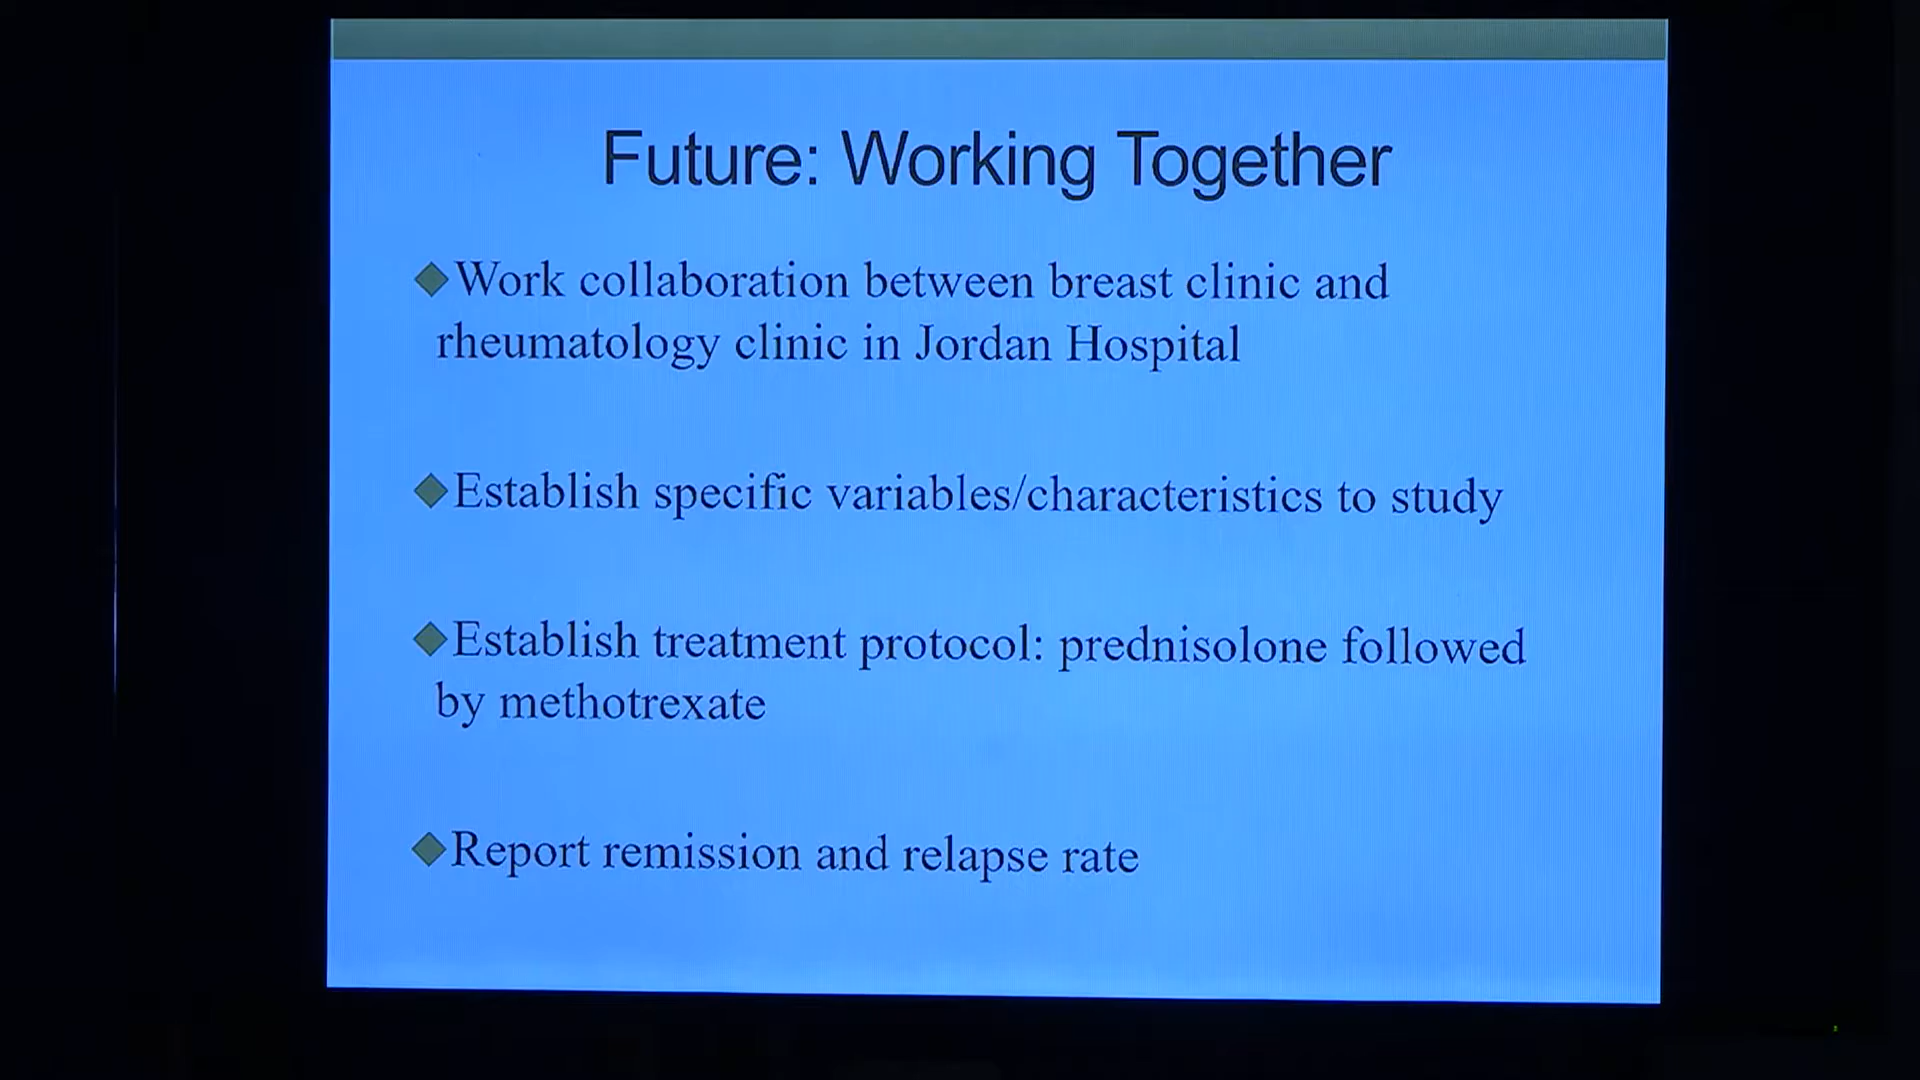 Future: Working Together
Work collaboration between breast clinic and
rheumatology clinic in Jordan Hospital
Establish specific variables/characteristics to study
Establish treatment protocol: prednisolone followed
by methotrexate
Report remission and relapse rate